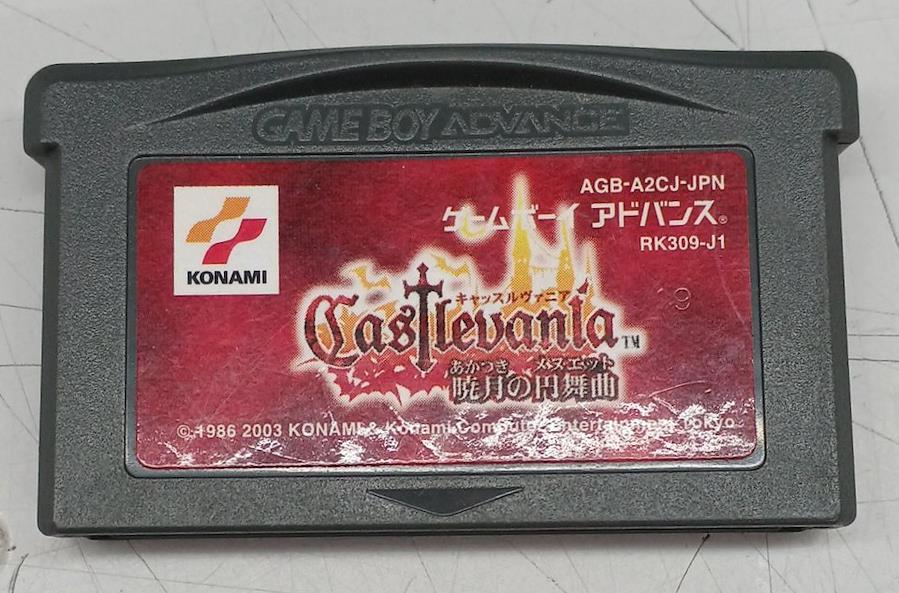 GAME BOY ADVANCE
AGB-A2CJ-JPN
ゲームボーイ アドバンス®
RK309-J1
KONAMI
9
キャッスルヴァニア
Castlevania™
あかつき メヌエット
暁月の円舞曲
© 1986 2003 KONAMI & Konami Computer Entertainment Tokyo